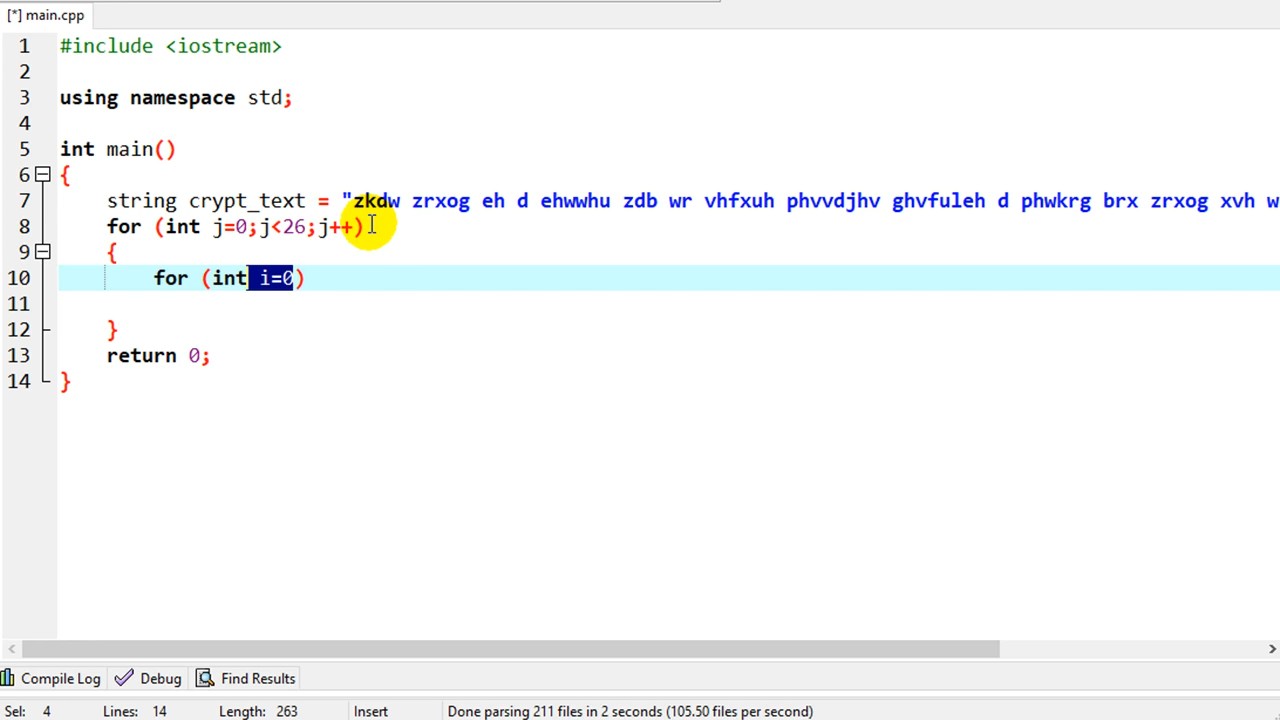 [*] main.cpp
1 #include <iostream>
2
3 using namespace std;
4
5 int main()
6 {
7 string crypt_text = "zkdw zrxog eh d ehwwhu zdb wr vhfxuh phvvdjhv ghvfuleh d phwkrg brx zrxog xvh w
8 for (int j=0;j<26;j++)
9 {
10 for (int i=0)
11
12 }
13 return 0;
14 }
Compile Log Debug Find Results
Sel: 4 Lines: 14 Length: 263 Insert Done parsing 211 files in 2 seconds (105.50 files per second)